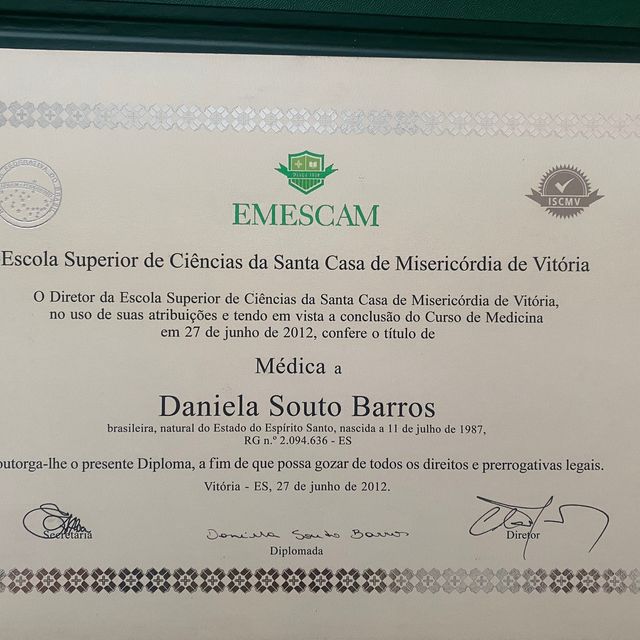 REPUBLICA
DESDE 1968
EMESCAM
ISCMV
Escola Superior de Ciências da Santa Casa de Misericórdia de Vitória
O Diretor da Escola Superior de Ciências da Santa Casa de Misericórdia de Vitória,
no uso de suas atribuições e tendo em vista a conclusão do Curso de Medicina
em 27 de junho de 2012, confere o título de
Médica a
Daniela Souto Barros
brasileira, natural do Estado do Espírito Santo, nascida a 11 de julho de 1987,
RG n.º 2.094.636 - ES
outorga-lhe o presente Diploma, a fim de que possa gozar de todos os direitos e prerrogativas legais.
Vitória - ES, 27 de junho de 2012.
Daniela Souto Barros
Secretária
Diretor
Diplomada